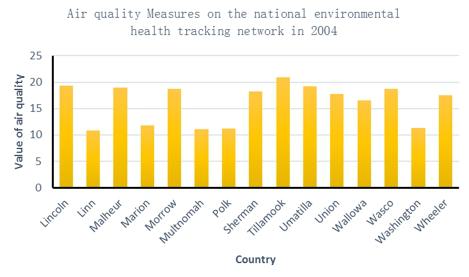 Air quality Measures on the national environmental
health tracking network in 2004
Value of air quality
25
20
15
10
5
0
Lincoln
Linn
Malheur
Marion
Morrow
Multnomah
Polk
Sherman
Tillamook
Umatilla
Union
Wallowa
Wasco
Washington
Wheeler
Country